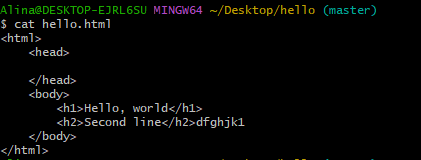 Alina@DESKTOP-EJRL6SU MINGW64 ~/Desktop/hello (master)
$ cat hello.html
<html>
    <head>

    </head>
    <body>
        <h1>Hello, world</h1>
        <h2>Second line</h2>dfghjk1
    </body>
</html>